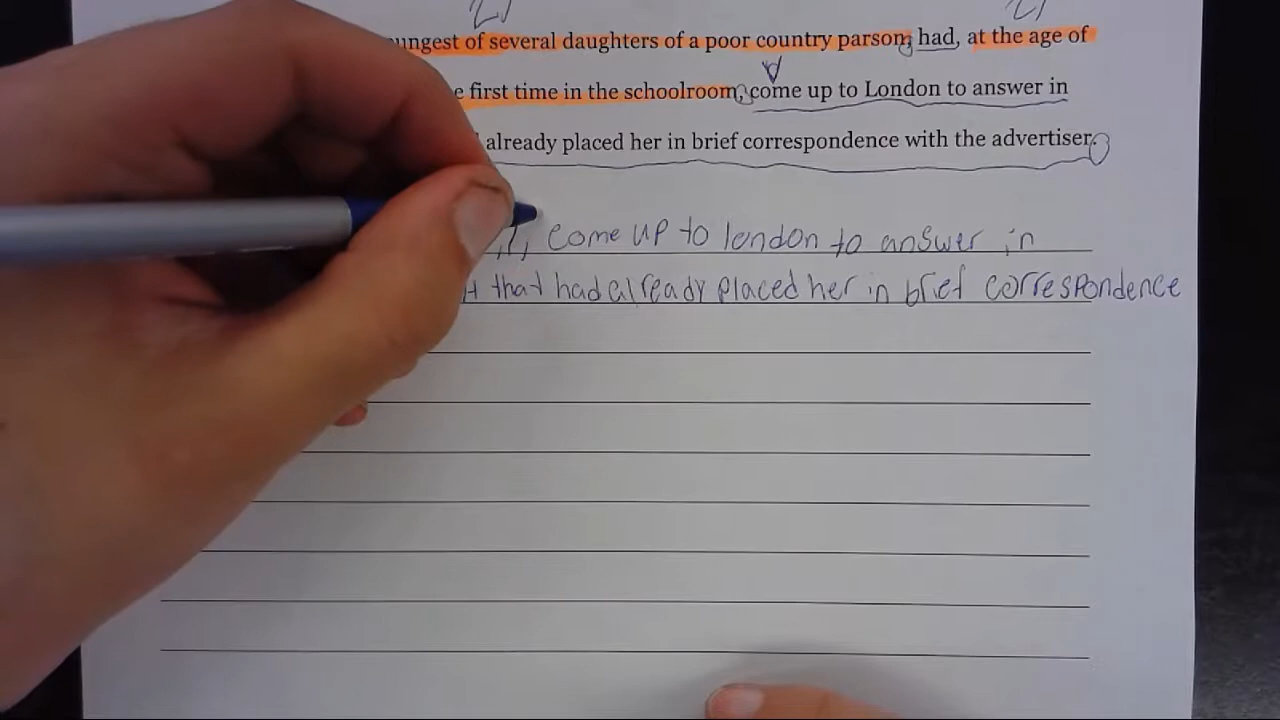 ungest of several daughters of a poor country parson, had, at the age of
e first time in the schoolroom, come up to London to answer in
already placed her in brief correspondence with the advertiser.
, come up to london to answer in
that had already placed her in brief correspondence